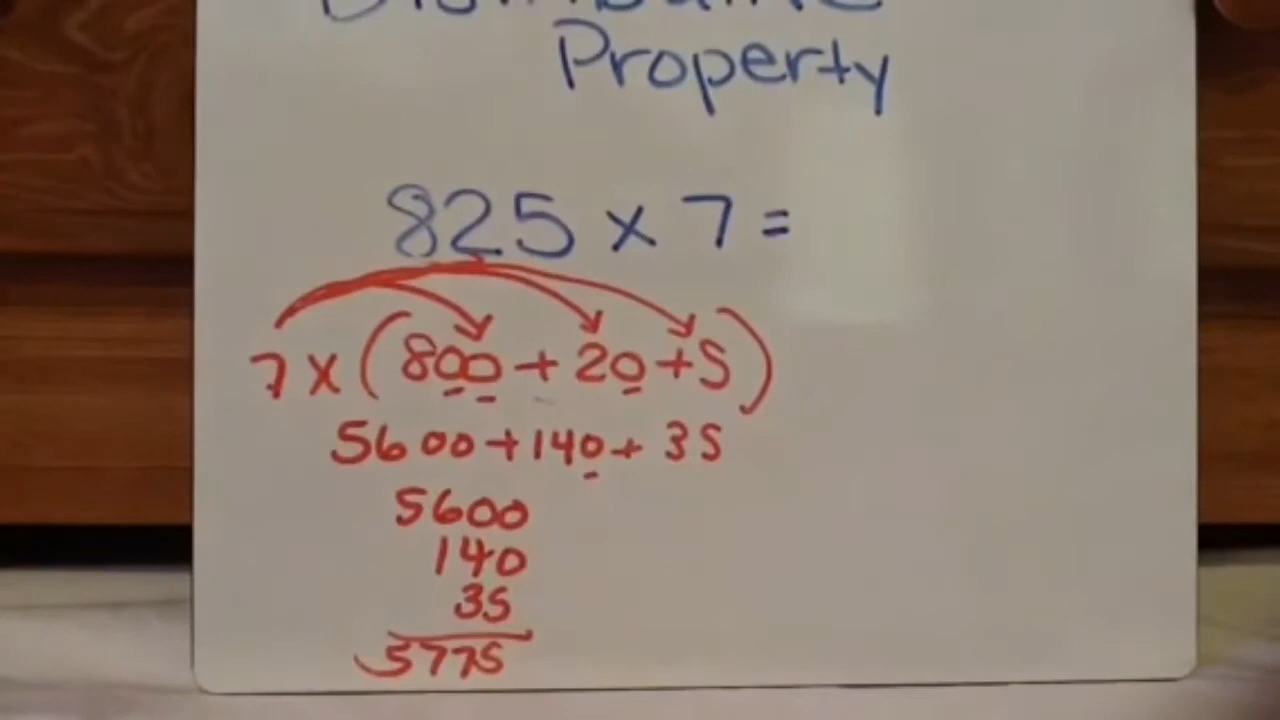 Property
825 x 7 =
7 x (800 + 20 + 5)
5600 + 140 + 35
5600
140
35
5775